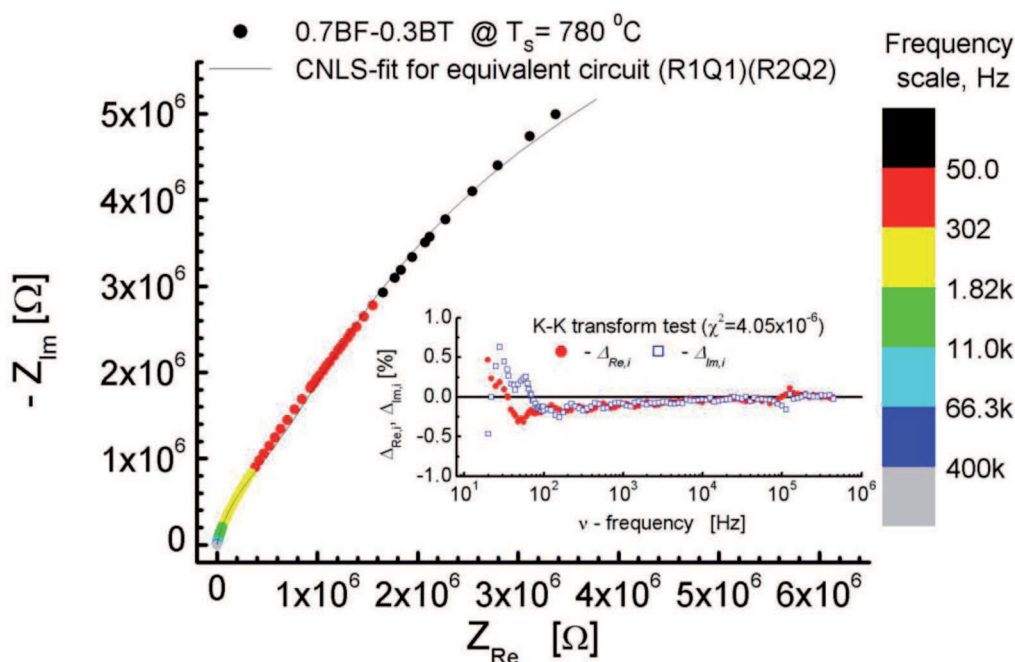 0.7BF-0.3BT @ Tₛ= 780 ⁰C
CNLS-fit for equivalent circuit (R1Q1)(R2Q2)
Frequency
scale, Hz
50.0
302
1.82k
11.0k
66.3k
400k
- Z_Im [Ω]
5x10⁶
4x10⁶
3x10⁶
2x10⁶
1x10⁶
0
K-K transform test (χ²=4.05x10⁻⁶)
- Δ_Re,i
- Δ_Im,i
Δ_Re,i, Δ_Im,i [%]
1.0
0.5
0.0
-0.5
-1.0
10¹ 10² 10³ 10⁴ 10⁵ 10⁶
ν - frequency [Hz]
0 1x10⁶ 2x10⁶ 3x10⁶ 4x10⁶ 5x10⁶ 6x10⁶
Z_Re [Ω]